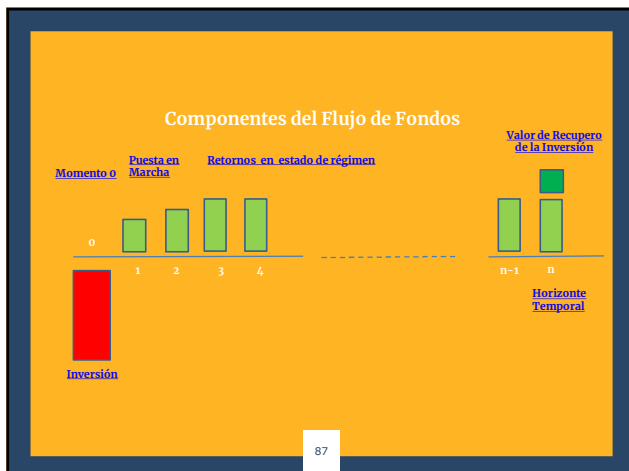 Componentes del Flujo de Fondos
Valor de Recupero
de la Inversión
Momento 0
Puesta en
Marcha
Retornos en estado de régimen
0
1 2 3 4 n-1 n
Horizonte
Temporal
Inversión
87